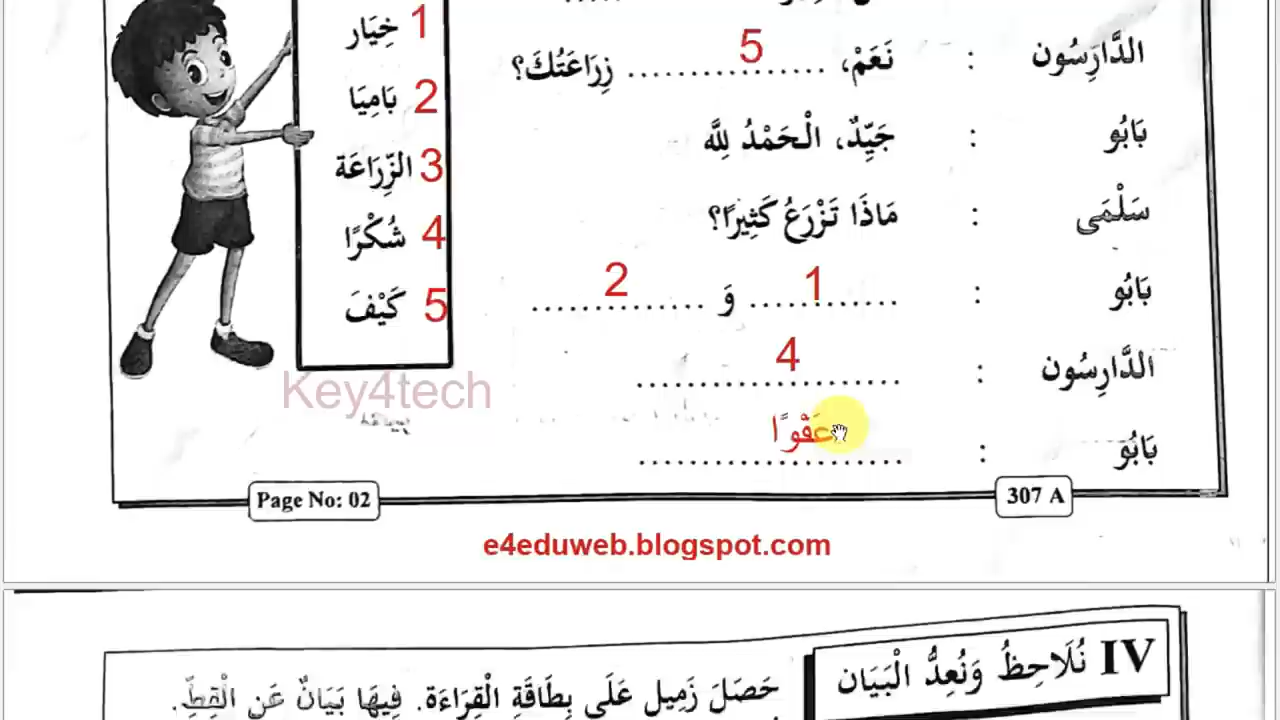 خِيَار 1
بَامِيَا 2
الزِّرَاعَة 3
شُكْرًا 4
كَيْفَ 5
الدَّارِسُون : نَعَمْ، ..........5.......... زِرَاعَتُكَ؟
بَابُو : جَيِّدٌ، الْحَمْدُ لِلَّه
سَلْمَى : مَاذَا تَزْرَعُ كَثِيرًا؟
بَابُو : .......1....... وَ .......2.......
الدَّارِسُون : ..........4..........
بَابُو : عَفْوًا
Key4tech
Page No: 02
307 A
e4eduweb.blogspot.com
IV نُلَاحِظُ وَنُعِدُّ الْبَيَان
حَصَلَ زَمِيل عَلَى بِطَاقَةِ الْقِرَاءَة. فِيهَا بَيَانٌ عَنِ الْقِطِّ.